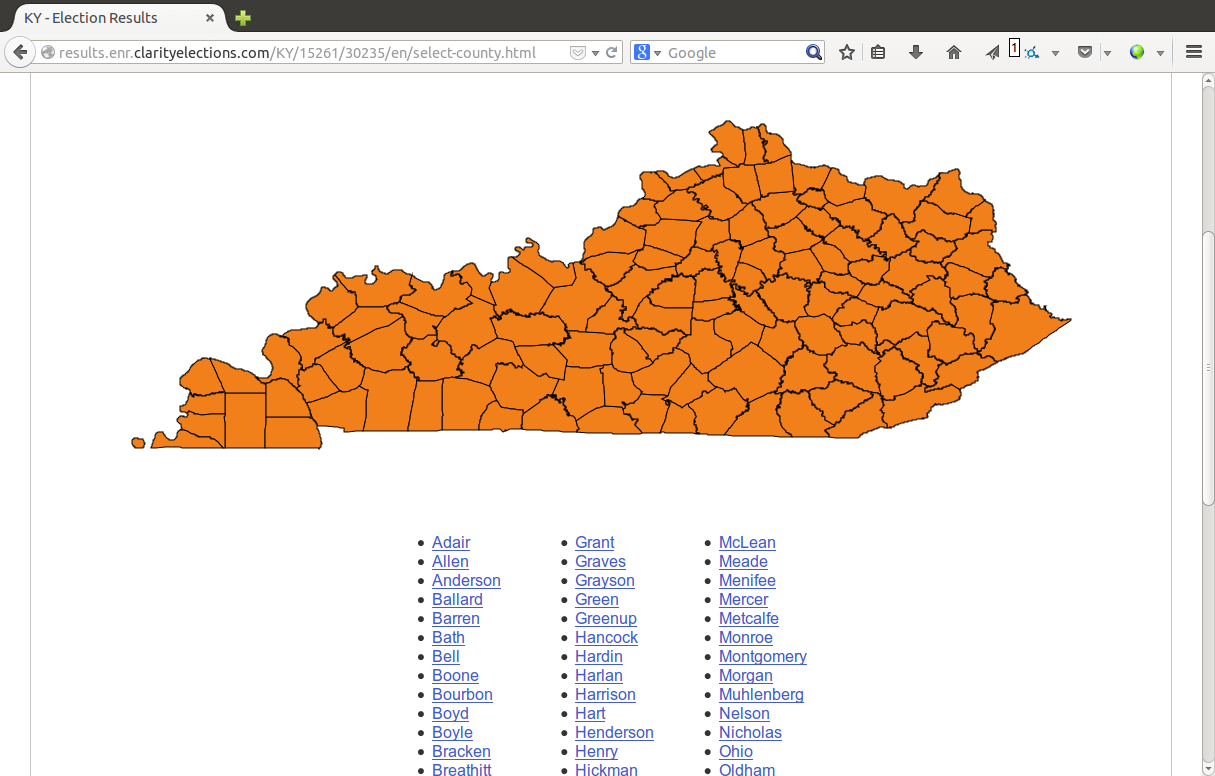 KY - Election Results
results.enr.clarityelections.com/KY/15261/30235/en/select-county.html
Google
1
Adair
Allen
Anderson
Ballard
Barren
Bath
Bell
Boone
Bourbon
Boyd
Boyle
Bracken
Breathitt
Grant
Graves
Grayson
Green
Greenup
Hancock
Hardin
Harlan
Harrison
Hart
Henderson
Henry
Hickman
McLean
Meade
Menifee
Mercer
Metcalfe
Monroe
Montgomery
Morgan
Muhlenberg
Nelson
Nicholas
Ohio
Oldham